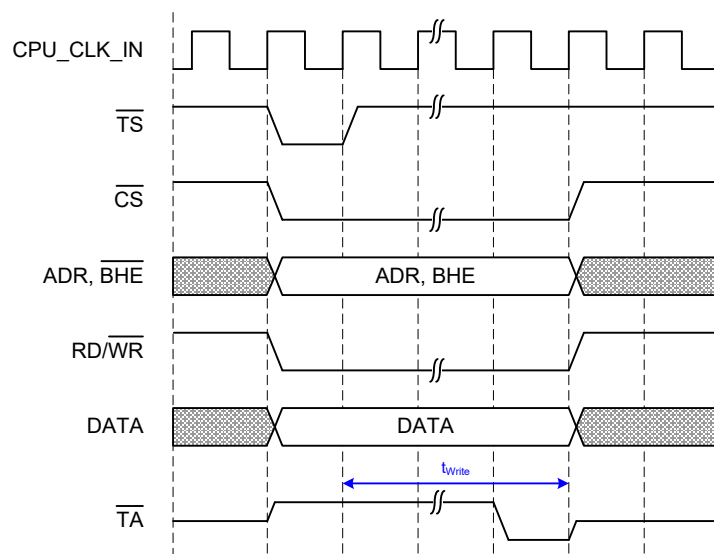 CPU_CLK_IN
TS
CS
ADR, BHE ADR, BHE
RD/WR
DATA DATA
tWrite
TA